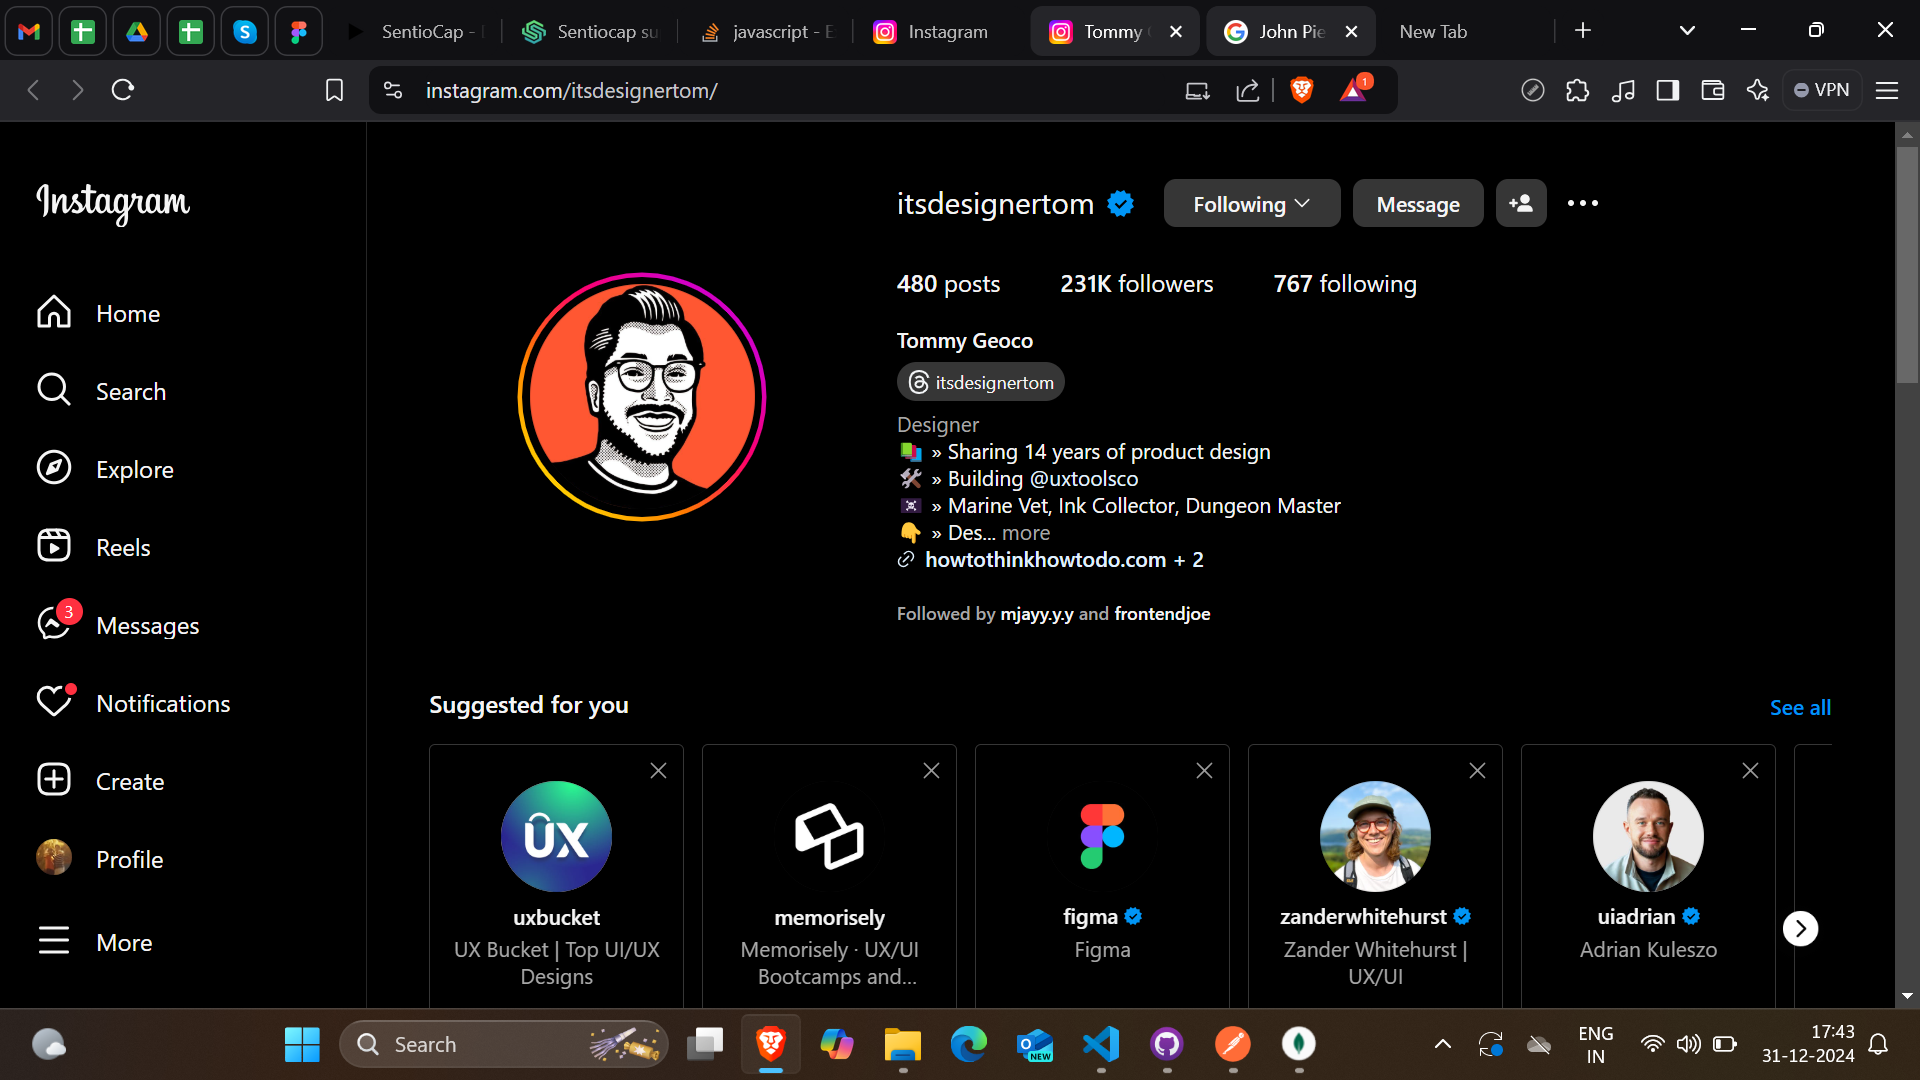 SentioCap -
Sentiocap su
javascript - E
Instagram
Tommy
John Pie
New Tab
instagram.com/itsdesignertom/
1
VPN
Instagram
itsdesignertom
Following
Message
480 posts
231K followers
767 following
Tommy Geoco
itsdesignertom
Designer
» Sharing 14 years of product design
» Building @uxtoolsco
» Marine Vet, Ink Collector, Dungeon Master
» Des... more
howtothinkhowtodo.com + 2
Followed by mjayy.y.y and frontendjoe
Home
Search
Explore
Reels
3
Messages
Notifications
Create
Profile
More
Suggested for you
See all
UX
uxbucket
UX Bucket | Top UI/UX
Designs
memorisely
Memorisely · UX/UI
Bootcamps and...
figma
Figma
zanderwhitehurst
Zander Whitehurst |
UX/UI
uiadrian
Adrian Kuleszo
Search
NEW
ENG
IN
17:43
31-12-2024